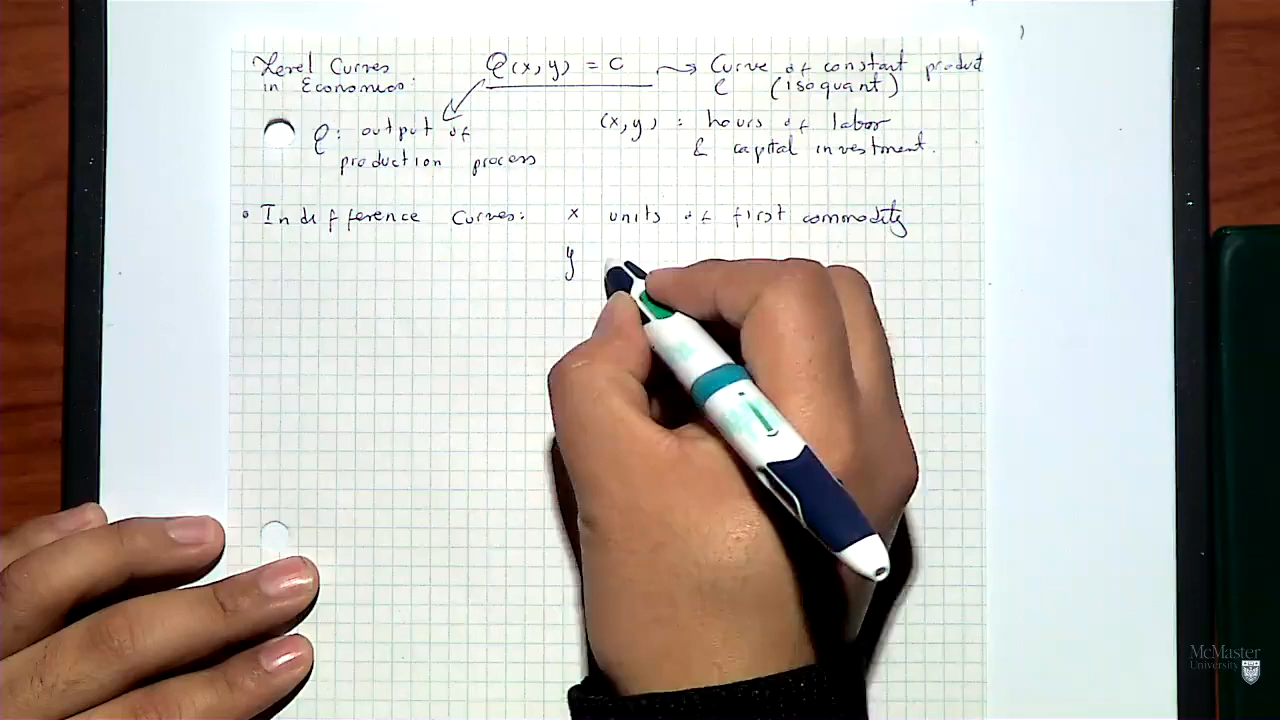 Level Curves Q(x,y) = C → Curve of constant product
in Economics: Q (isoquant)
Q: output of (x,y) : hours of labor
production process & capital investment.
• Indifference Curves: x units of first commodity
y
McMaster
University